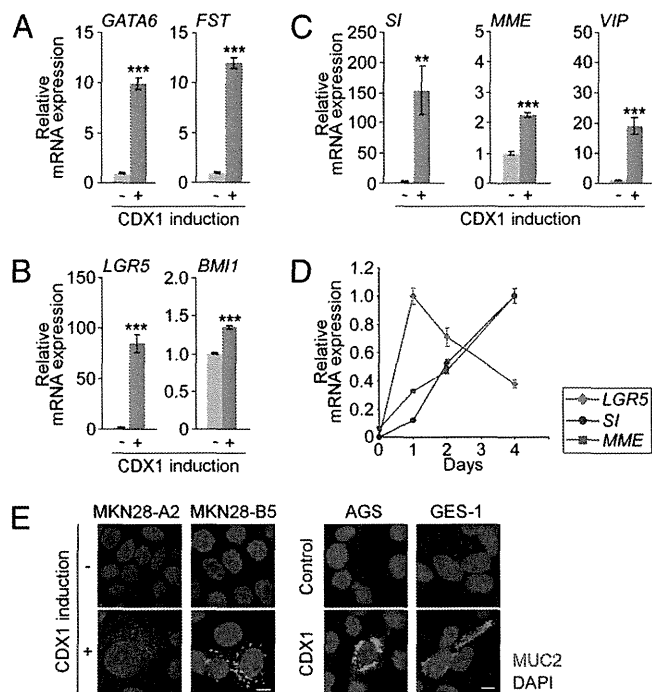 A
GATA6 FST
Relative mRNA expression
15 15
*** ***
10 10
5 5
0 0
- + - +
CDX1 induction
B
LGR5 BMI1
Relative mRNA expression
100 1.5
*** ***
75
1.0
50
0.5
25
0 0
- + - +
CDX1 induction
C
SI MME VIP
Relative mRNA expression
250 5 50
** *** ***
200 4 40
150 3 30
100 2 20
50 1 10
0 0 0
- + - + - +
CDX1 induction
D
Relative mRNA expression
1.2
1.0
0.8
0.6
0.4
0.2
0
0 1 2 3 4
Days
LGR5
SI
MME
E
MKN28-A2 MKN28-B5 AGS GES-1
CDX1 induction
-
+
Control
CDX1
MUC2
DAPI